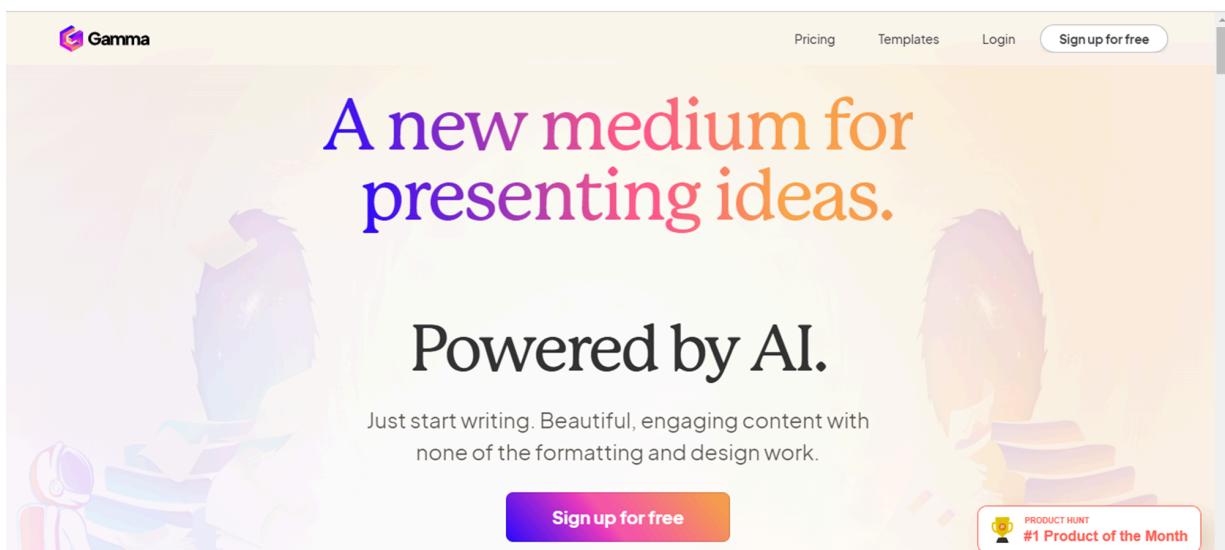 Gamma
Pricing
Templates
Login
Sign up for free
A new medium for
presenting ideas.
Powered by AI.
Just start writing. Beautiful, engaging content with
none of the formatting and design work.
Sign up for free
PRODUCT HUNT
#1 Product of the Month